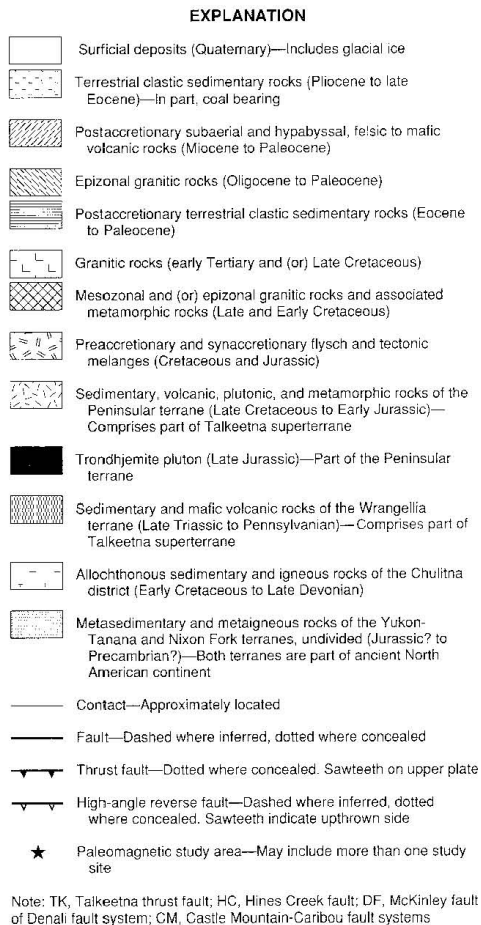 EXPLANATION
Surficial deposits (Quaternary)—Includes glacial ice
Terrestrial clastic sedimentary rocks (Pliocene to late
Eocene)—In part, coal bearing
Postaccretionary subaerial and hypabyssal, felsic to mafic
volcanic rocks (Miocene to Paleocene)
Epizonal granitic rocks (Oligocene to Paleocene)
Postaccretionary terrestrial clastic sedimentary rocks (Eocene
to Paleocene)
Granitic rocks (early Tertiary and (or) Late Cretaceous)
Mesozonal and (or) epizonal granitic rocks and associated
metamorphic rocks (Late and Early Cretaceous)
Preaccretionary and synaccretionary flysch and tectonic
melanges (Cretaceous and Jurassic)
Sedimentary, volcanic, plutonic, and metamorphic rocks of the
Peninsular terrane (Late Cretaceous to Early Jurassic)—
Comprises part of Talkeetna superterrane
Trondhjemite pluton (Late Jurassic)—Part of the Peninsular
terrane
Sedimentary and mafic volcanic rocks of the Wrangellia
terrane (Late Triassic to Pennsylvanian)—Comprises part of
Talkeetna superterrane
Allochthonous sedimentary and igneous rocks of the Chulitna
district (Early Cretaceous to Late Devonian)
Metasedimentary and metaigneous rocks of the Yukon-
Tanana and Nixon Fork terranes, undivided (Jurassic? to
Precambrian?)—Both terranes are part of ancient North
American continent
Contact—Approximately located
Fault—Dashed where inferred, dotted where concealed
Thrust fault—Dotted where concealed. Sawteeth on upper plate
High-angle reverse fault—Dashed where inferred, dotted
where concealed. Sawteeth indicate upthrown side
Paleomagnetic study area—May include more than one study
site
Note: TK, Talkeetna thrust fault; HC, Hines Creek fault; DF, McKinley fault
of Denali fault system; CM, Castle Mountain-Caribou fault systems